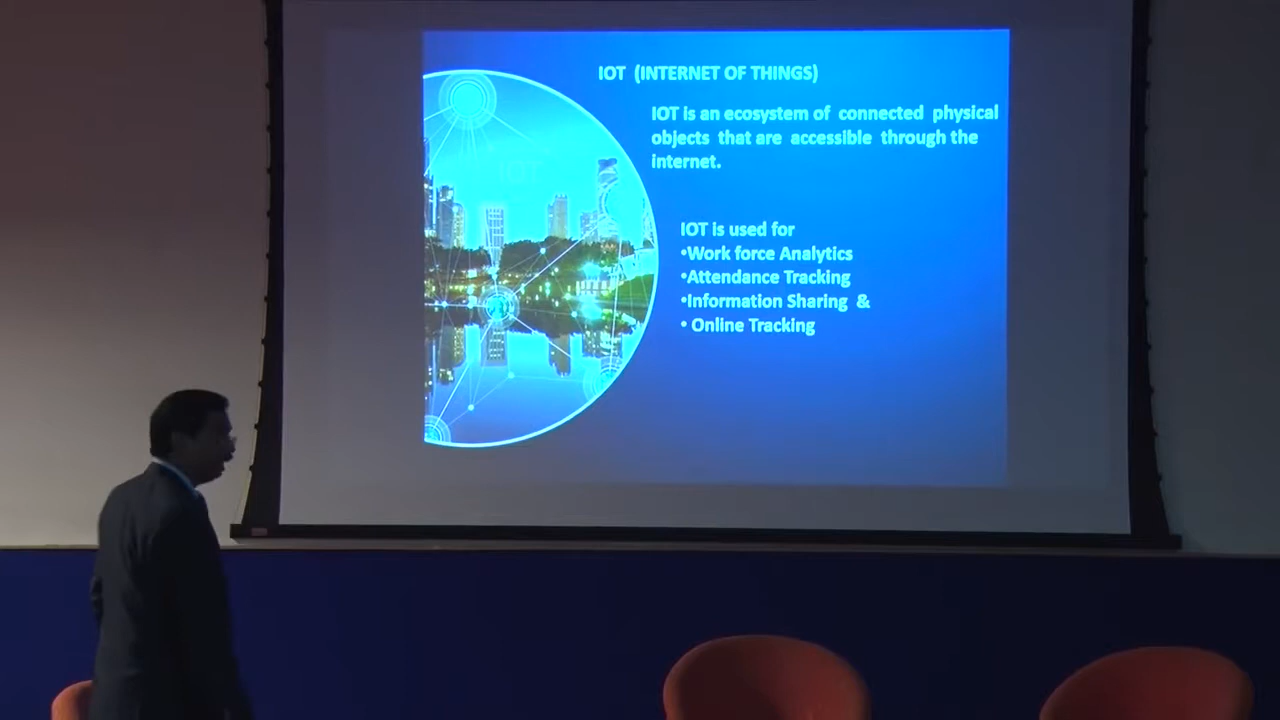 IOT (INTERNET OF THINGS)
IOT is an ecosystem of connected physical
objects that are accessible through the
internet.
IOT is used for
•Work force Analytics
•Attendance Tracking
•Information Sharing &
• Online Tracking
IOT